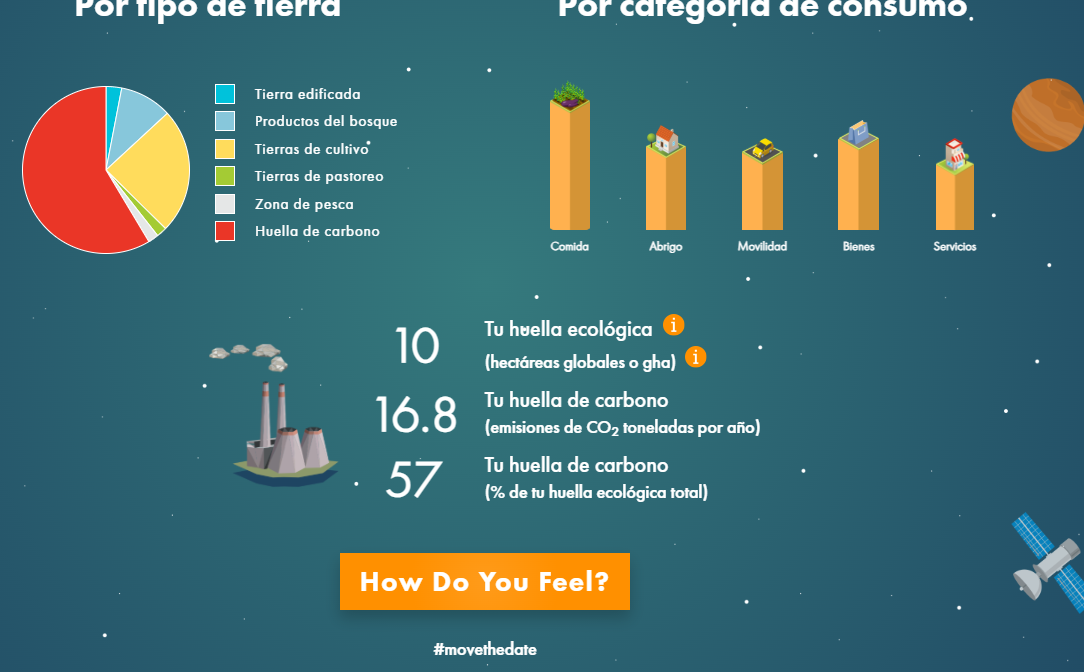 Por tipo de tierra
Por categoría de consumo
Tierra edificada
Productos del bosque
Tierras de cultivo
Tierras de pastoreo
Zona de pesca
Huella de carbono
Comida
Abrigo
Movilidad
Bienes
Servicios
10
Tu huella ecológica i
(hectáreas globales o gha) i
16.8
Tu huella de carbono
(emisiones de CO₂ toneladas por año)
57
Tu huella de carbono
(% de tu huella ecológica total)
How Do You Feel?
#movethedate